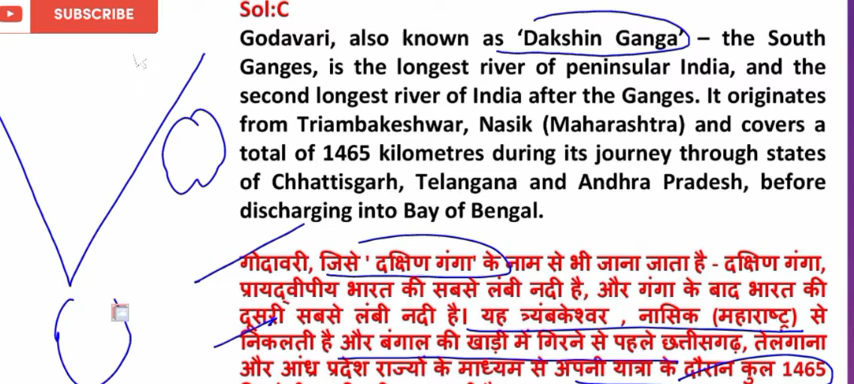 SUBSCRIBE
Sol:C
Godavari, also known as ‘Dakshin Ganga’ – the South
Ganges, is the longest river of peninsular India, and the
second longest river of India after the Ganges. It originates
from Triambakeshwar, Nasik (Maharashtra) and covers a
total of 1465 kilometres during its journey through states
of Chhattisgarh, Telangana and Andhra Pradesh, before
discharging into Bay of Bengal.
गोदावरी, जिसे ' दक्षिण गंगा' के नाम से भी जाना जाता है - दक्षिण गंगा,
प्रायद्वीपीय भारत की सबसे लंबी नदी है, और गंगा के बाद भारत की
दूसरी सबसे लंबी नदी है। यह त्र्यंबकेश्वर , नासिक (महाराष्ट्र) से
निकलती है और बंगाल की खाड़ी में गिरने से पहले छत्तीसगढ़, तेलंगाना
और आंध्र प्रदेश राज्यों के माध्यम से अपनी यात्रा के दौरान कुल 1465